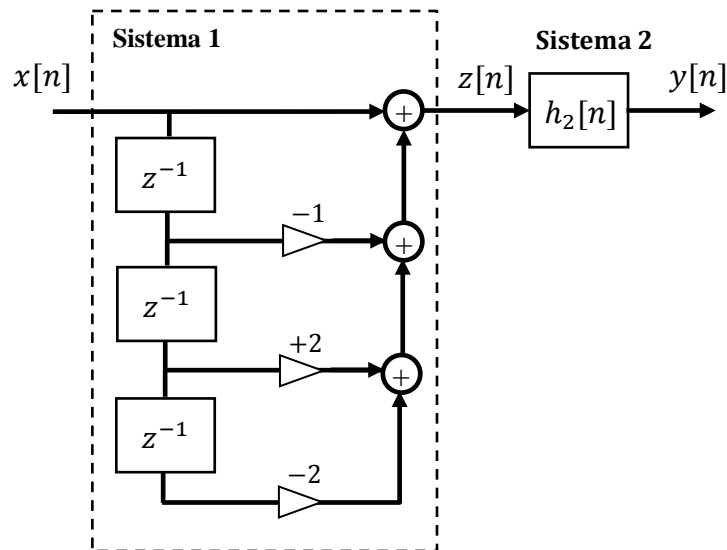 Sistema 1
Sistema 2
x[n]
z[n]
y[n]
+
h₂[n]
z⁻¹
−1
+
z⁻¹
+2
+
z⁻¹
−2